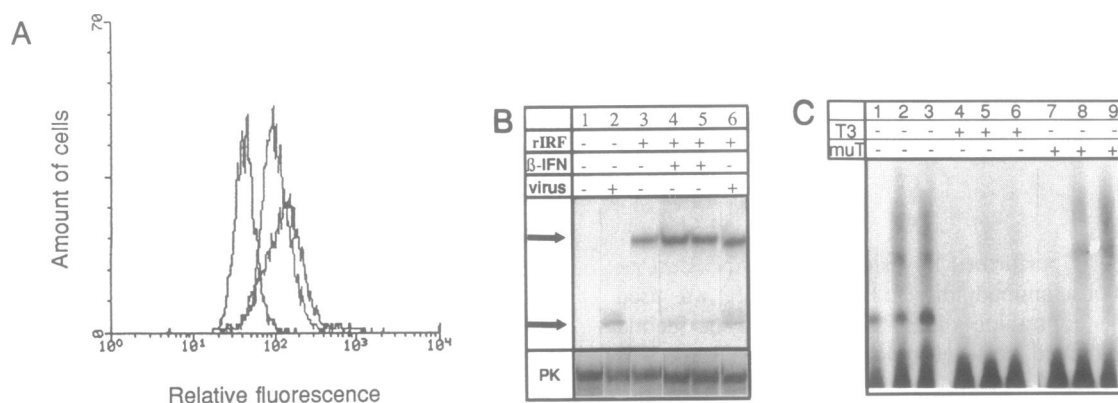 A
70
Amount of cells
0
10⁰ 10¹ 10² 10³ 10⁴
Relative fluorescence
B
1 2 3 4 5 6
rIRF - - + + + +
ß-IFN - - - + + -
virus - + - - - +
PK
C
1 2 3 4 5 6 7 8 9
T3 - - - + + + - - -
muT - - - - - - + + +